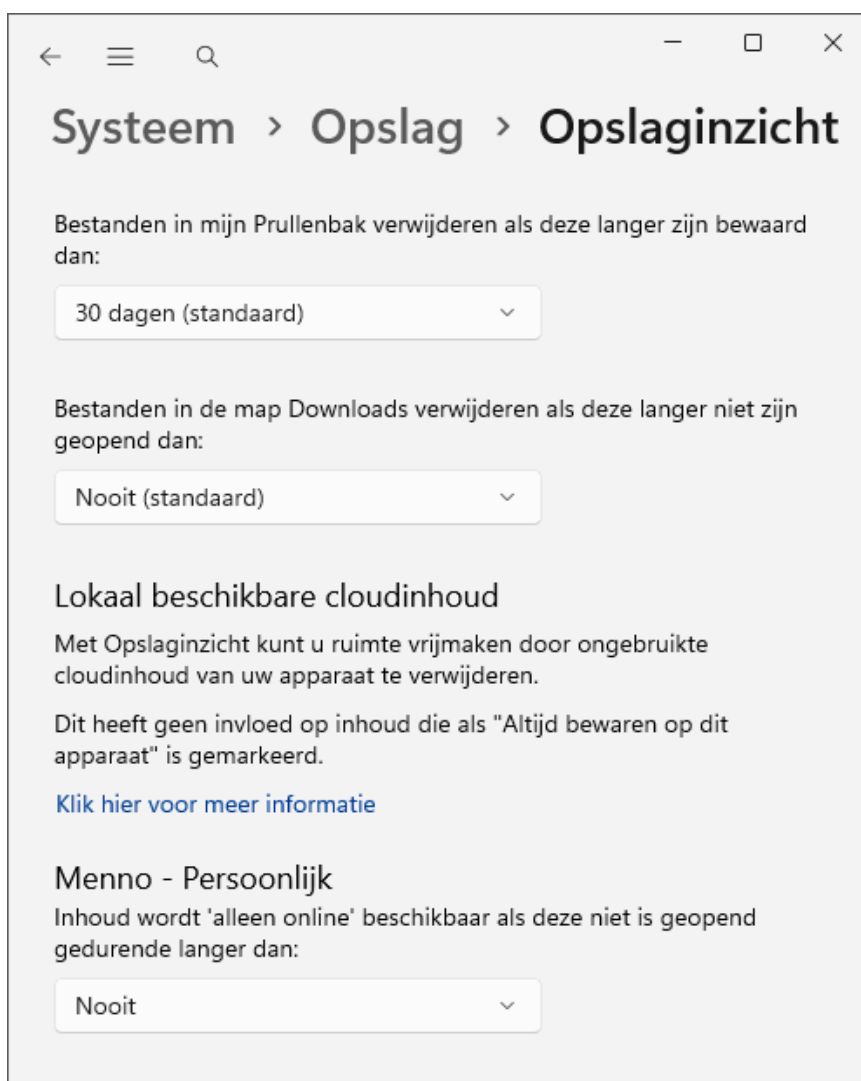 Systeem > Opslag > Opslaginzicht
Bestanden in mijn Prullenbak verwijderen als deze langer zijn bewaard
dan:
30 dagen (standaard)
Bestanden in de map Downloads verwijderen als deze langer niet zijn
geopend dan:
Nooit (standaard)
Lokaal beschikbare cloudinhoud
Met Opslaginzicht kunt u ruimte vrijmaken door ongebruikte
cloudinhoud van uw apparaat te verwijderen.
Dit heeft geen invloed op inhoud die als "Altijd bewaren op dit
apparaat" is gemarkeerd.
Klik hier voor meer informatie
Menno - Persoonlijk
Inhoud wordt 'alleen online' beschikbaar als deze niet is geopend
gedurende langer dan:
Nooit